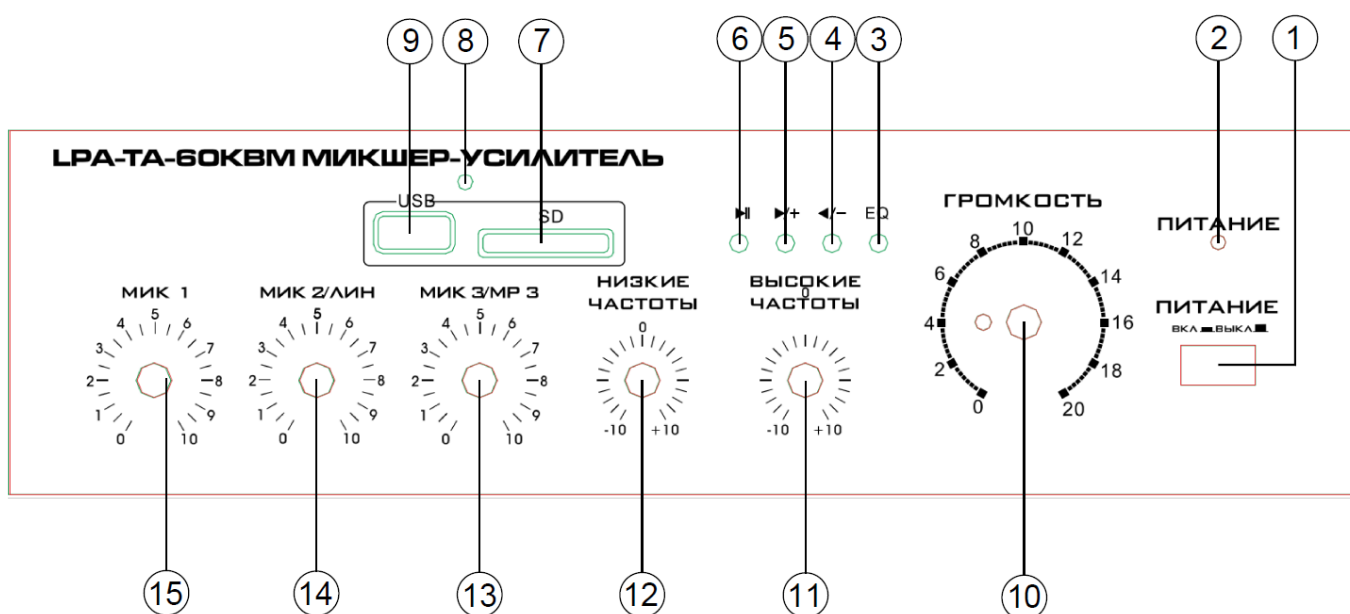 9 8 7 6 5 4 3 2 1
LPA-TA-60КВМ МИКШЕР-УСИЛИТЕЛЬ
USB SD ▶II ▶/+ ◀/− EQ
ГРОМКОСТЬ
ПИТАНИЕ
МИК 1 МИК 2/ЛИН МИК 3/MP 3
НИЗКИЕ ЧАСТОТЫ
ВЫСОКИЕ ЧАСТОТЫ
ПИТАНИЕ
ВКЛ ВЫКЛ
0 1 2 3 4 5 6 7 8 9 10
0 1 2 3 4 5 6 7 8 9 10
0 1 2 3 4 5 6 7 8 9 10
-10 0 +10
-10 0 +10
0 2 4 6 8 10 12 14 16 18 20
15 14 13 12 11 10